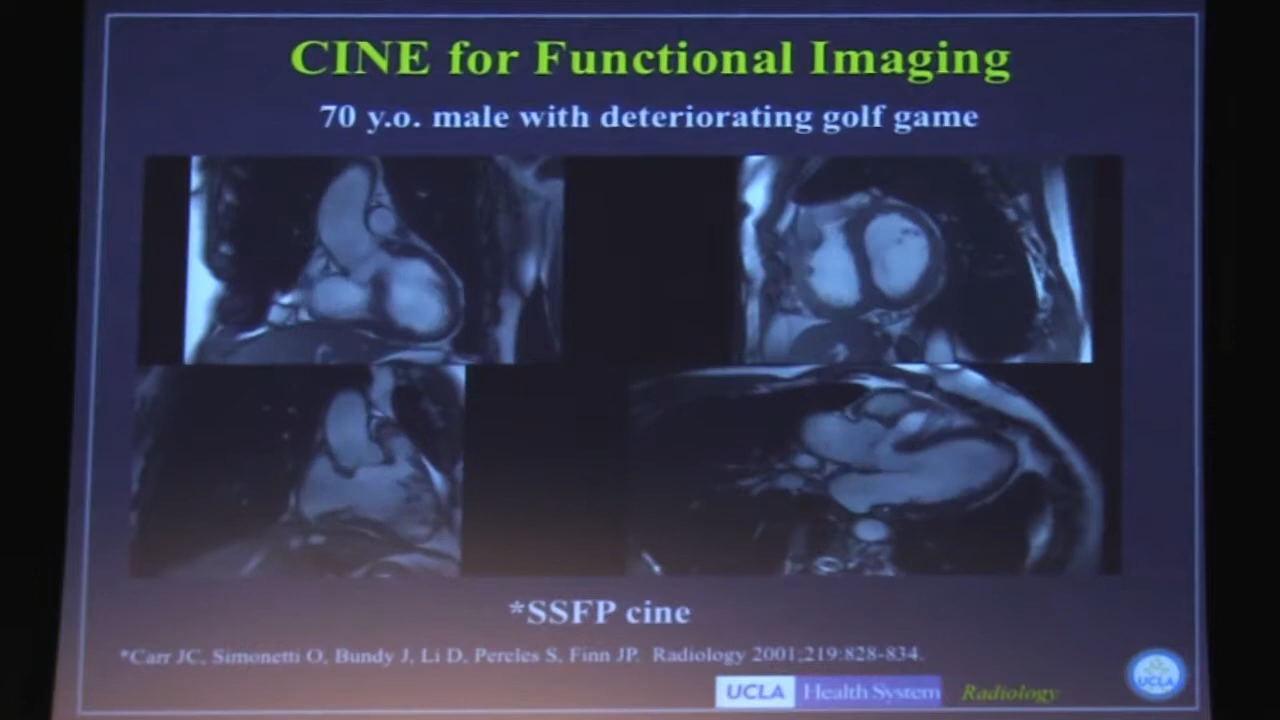 CINE for Functional Imaging
70 y.o. male with deteriorating golf game
*SSFP cine
*Carr JC, Simonetti O, Bundy J, Li D, Pereles S, Finn JP. Radiology 2001;219:828-834.
UCLA Health System Radiology
UCLA